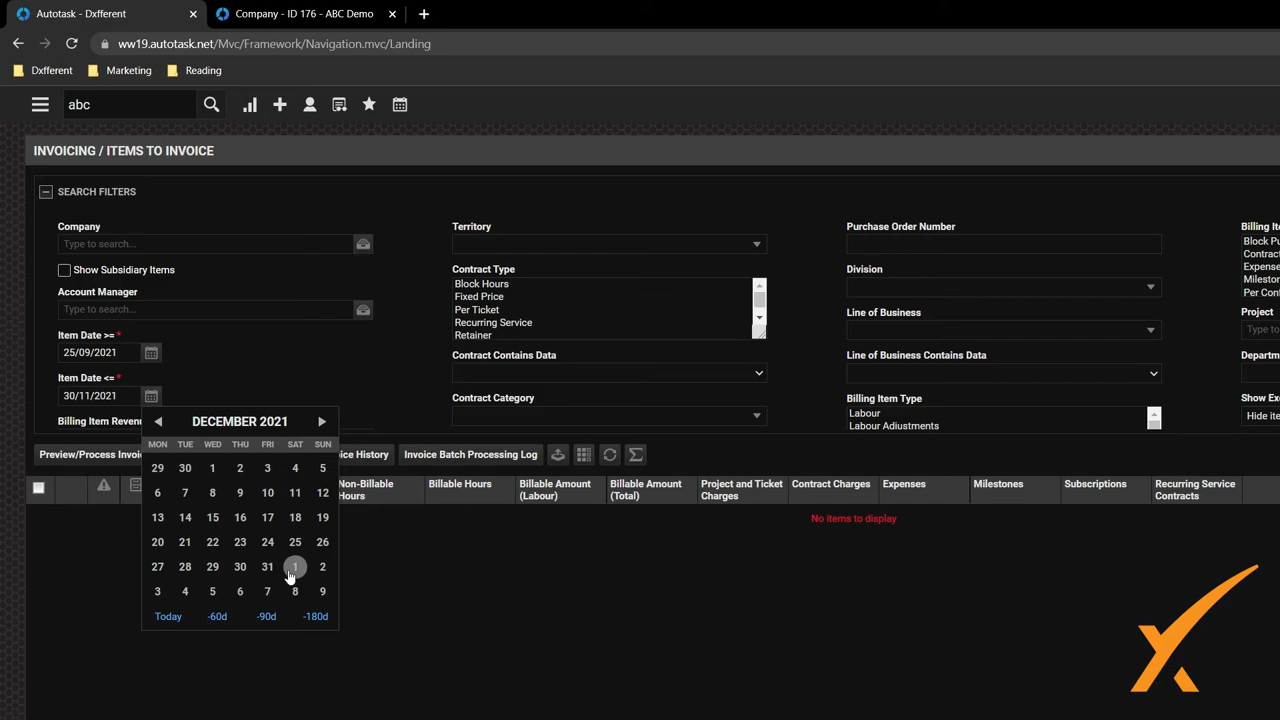 Autotask - Dxfferent
Company - ID 176 - ABC Demo
ww19.autotask.net/Mvc/Framework/Navigation.mvc/Landing
Dxfferent Marketing Reading
abc
INVOICING / ITEMS TO INVOICE
SEARCH FILTERS
Company
Type to search...
Show Subsidiary Items
Account Manager
Type to search...
Item Date >= *
25/09/2021
Item Date <= *
30/11/2021
Billing Item Revenu
Territory
Contract Type
Block Hours
Fixed Price
Per Ticket
Recurring Service
Retainer
Contract Contains Data
Contract Category
Purchase Order Number
Division
Line of Business
Line of Business Contains Data
Billing Item Type
Labour
Labour Adjustments
Billing Ite
Block Pu
Contract
Expense
Milestor
Per Cont
Project
Type to
Departm
Show Ex
Hide ite
DECEMBER 2021
MON TUE WED THU FRI SAT SUN
29 30 1 2 3 4 5
6 7 8 9 10 11 12
13 14 15 16 17 18 19
20 21 22 23 24 25 26
27 28 29 30 31 1 2
3 4 5 6 7 8 9
Today -60d -90d -180d
Preview/Process Invoi
ice History
Invoice Batch Processing Log
Non-Billable
Hours
Billable Hours
Billable Amount
(Labour)
Billable Amount
(Total)
Project and Ticket
Charges
Contract Charges
Expenses
Milestones
Subscriptions
Recurring Service
Contracts
No items to display